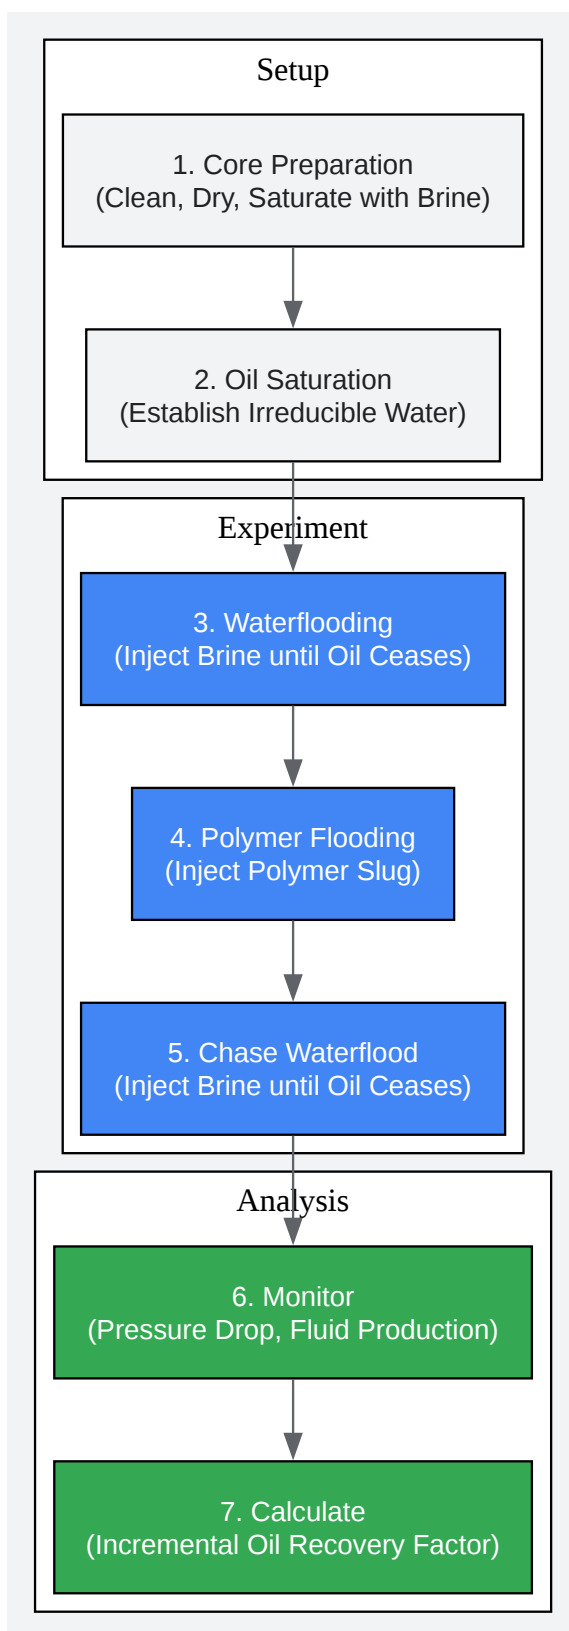 Setup
1. Core Preparation
(Clean, Dry, Saturate with Brine)
2. Oil Saturation
(Establish Irreducible Water)
Experiment
3. Waterflooding
(Inject Brine until Oil Ceases)
4. Polymer Flooding
(Inject Polymer Slug)
5. Chase Waterflood
(Inject Brine until Oil Ceases)
Analysis
6. Monitor
(Pressure Drop, Fluid Production)
7. Calculate
(Incremental Oil Recovery Factor)